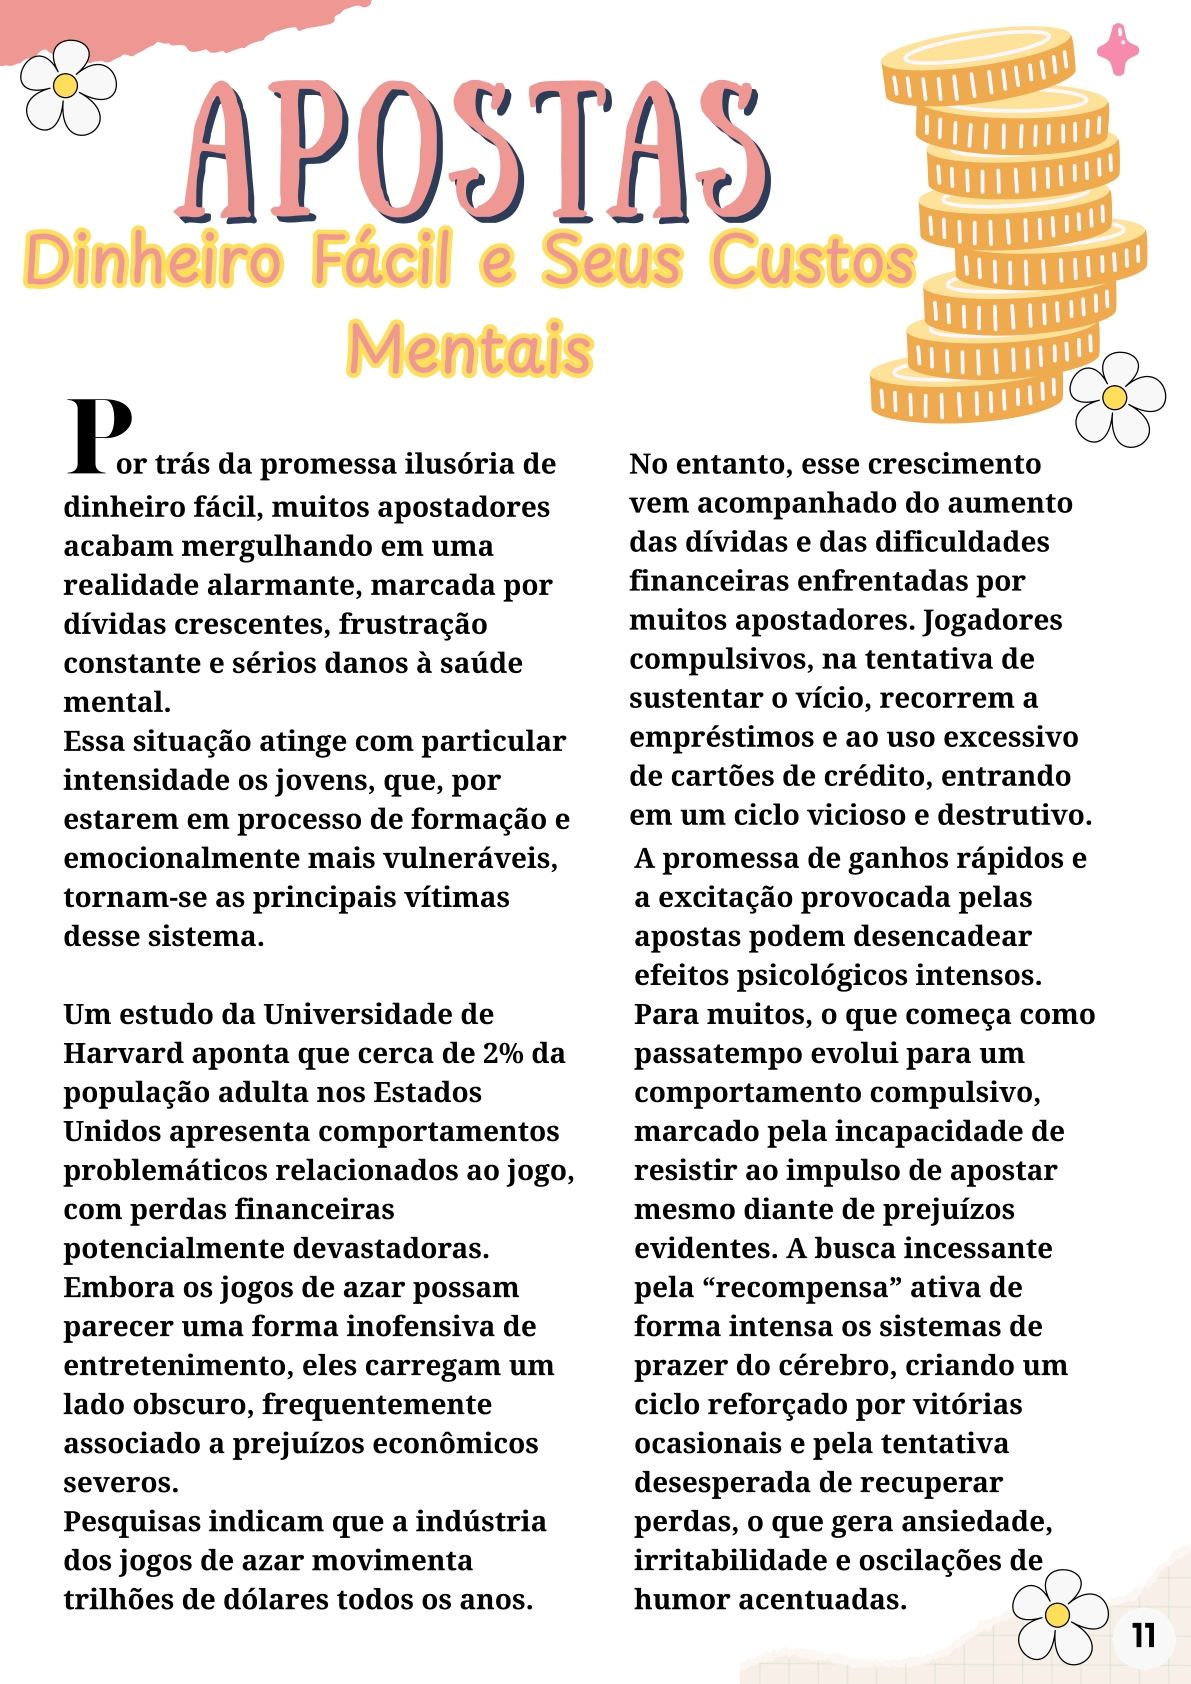 APOSTAS
Dinheiro Fácil e Seus Custos
Mentais
Por trás da promessa ilusória de
dinheiro fácil, muitos apostadores
acabam mergulhando em uma
realidade alarmante, marcada por
dívidas crescentes, frustração
constante e sérios danos à saúde
mental.
Essa situação atinge com particular
intensidade os jovens, que, por
estarem em processo de formação e
emocionalmente mais vulneráveis,
tornam-se as principais vítimas
desse sistema.
Um estudo da Universidade de
Harvard aponta que cerca de 2% da
população adulta nos Estados
Unidos apresenta comportamentos
problemáticos relacionados ao jogo,
com perdas financeiras
potencialmente devastadoras.
Embora os jogos de azar possam
parecer uma forma inofensiva de
entretenimento, eles carregam um
lado obscuro, frequentemente
associado a prejuízos econômicos
severos.
Pesquisas indicam que a indústria
dos jogos de azar movimenta
trilhões de dólares todos os anos.
No entanto, esse crescimento
vem acompanhado do aumento
das dívidas e das dificuldades
financeiras enfrentadas por
muitos apostadores. Jogadores
compulsivos, na tentativa de
sustentar o vício, recorrem a
empréstimos e ao uso excessivo
de cartões de crédito, entrando
em um ciclo vicioso e destrutivo.
A promessa de ganhos rápidos e
a excitação provocada pelas
apostas podem desencadear
efeitos psicológicos intensos.
Para muitos, o que começa como
passatempo evolui para um
comportamento compulsivo,
marcado pela incapacidade de
resistir ao impulso de apostar
mesmo diante de prejuízos
evidentes. A busca incessante
pela “recompensa” ativa de
forma intensa os sistemas de
prazer do cérebro, criando um
ciclo reforçado por vitórias
ocasionais e pela tentativa
desesperada de recuperar
perdas, o que gera ansiedade,
irritabilidade e oscilações de
humor acentuadas.
11